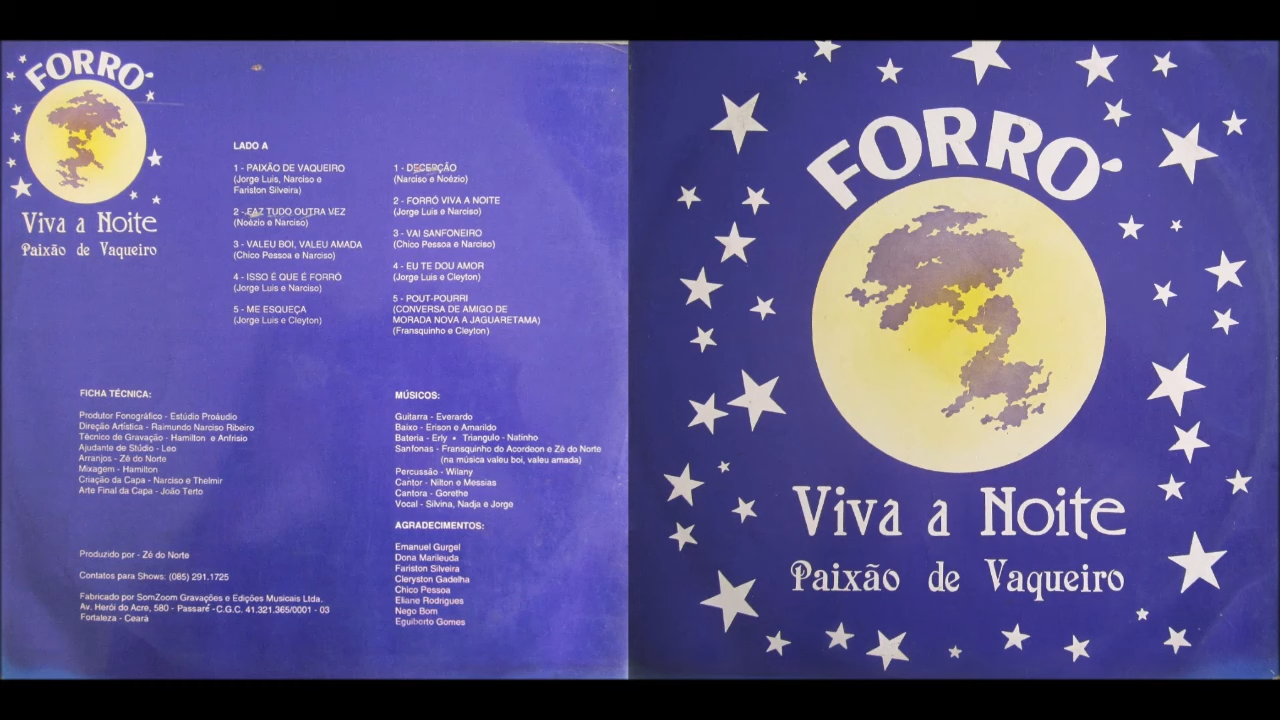 FORRÓ
Viva a Noite
Paixão de Vaqueiro
LADO A
1 - PAIXÃO DE VAQUEIRO
(Jorge Luis, Narciso e
Fariston Silveira)
2 - FAZ TUDO OUTRA VEZ
(Noézio e Narciso)
3 - VALEU BOI, VALEU AMADA
(Chico Pessoa e Narciso)
4 - ISSO É QUE É FORRÓ
(Jorge Luis e Narciso)
5 - ME ESQUEÇA
(Jorge Luis e Cleyton)
1 - DECEPÇÃO
(Narciso e Noézio)
2 - FORRÓ VIVA A NOITE
(Jorge Luis e Narciso)
3 - VAI SANFONEIRO
(Chico Pessoa e Narciso)
4 - EU TE DOU AMOR
(Jorge Luis e Cleyton)
5 - POUT-POURRI
(CONVERSA DE AMIGO DE
MORADA NOVA A JAGUARETAMA)
(Fransquinho e Cleyton)
FICHA TÉCNICA:
Produtor Fonográfico - Estúdio Proáudio
Direção Artística - Raimundo Narciso Ribeiro
Técnico de Gravação - Hamilton e Anfrisio
Ajudante de Stúdio - Léo
Arranjos - Zé do Norte
Mixagem - Hamilton
Criação da Capa - Narciso e Thelmir
Arte Final da Capa - João Terto
Produzido por - Zé do Norte
Contatos para Shows: (085) 291.1725
Fabricado por SomZoom Gravações e Edições Musicais Ltda.
Av. Herói do Acre, 580 - Passaré - C.G.C. 41.321.365/0001 - 03
Fortaleza - Ceará
MÚSICOS:
Guitarra - Everardo
Baixo - Erison e Amarildo
Bateria - Erly • Triangulo - Natinho
Sanfonas - Fransquinho do Acordeon e Zé do Norte
(na música valeu boi, valeu amada)
Percussão - Wilany
Cantor - Nilton e Messias
Cantora - Gorethe
Vocal - Silvina, Nadja e Jorge
AGRADECIMENTOS:
Emanuel Gurgel
Dona Marileuda
Fariston Silveira
Cleryston Gadelha
Chico Pessoa
Eliane Rodrigues
Nego Bom
Eguiberto Gomes
FORRÓ
Viva a Noite
Paixão de Vaqueiro